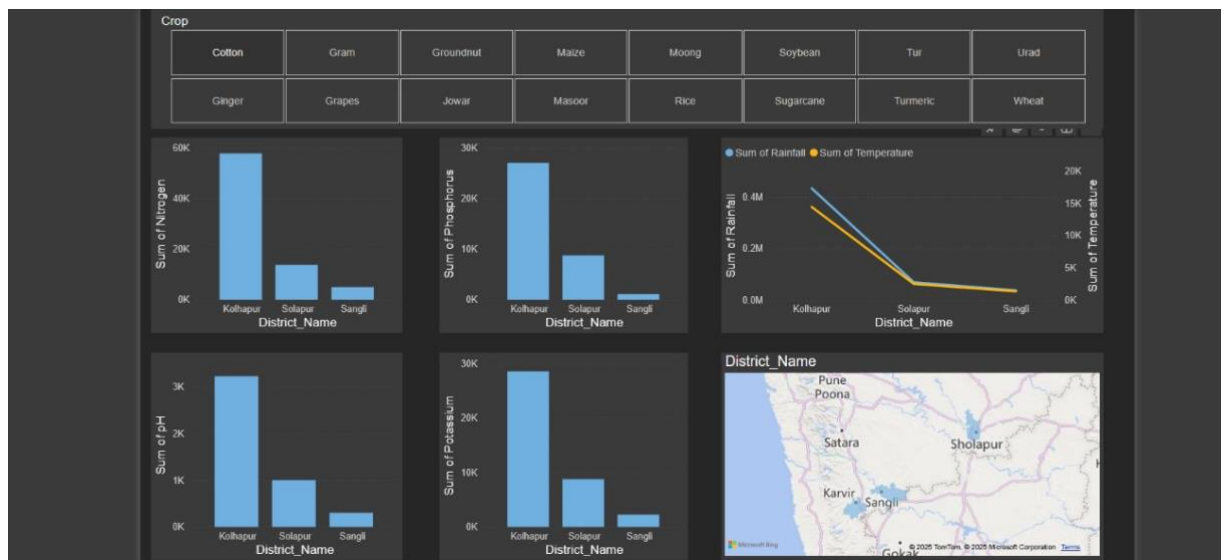 Crop
Cotton Gram Groundnut Maize Moong Soybean Tur Urad
Ginger Grapes Jowar Masoor Rice Sugarcane Turmeric Wheat
60K
40K
20K
0K
Sum of Nitrogen
Kolhapur Solapur Sangli
District_Name
30K
20K
10K
0K
Sum of Phosphorus
Kolhapur Solapur Sangli
District_Name
Sum of Rainfall Sum of Temperature
0.4M
0.2M
0.0M
Sum of Rainfall
20K
15K
10K
5K
0K
Sum of Temperature
Kolhapur Solapur Sangli
District_Name
3K
2K
1K
0K
Sum of pH
Kolhapur Solapur Sangli
District_Name
30K
20K
10K
0K
Sum of Potassium
Kolhapur Solapur Sangli
District_Name
District_Name
Pune
Poona
Satara
Sholapur
Karvir
Sangli
Gokak
Microsoft Bing
© 2025 TomTom, © 2025 Microsoft Corporation Terms